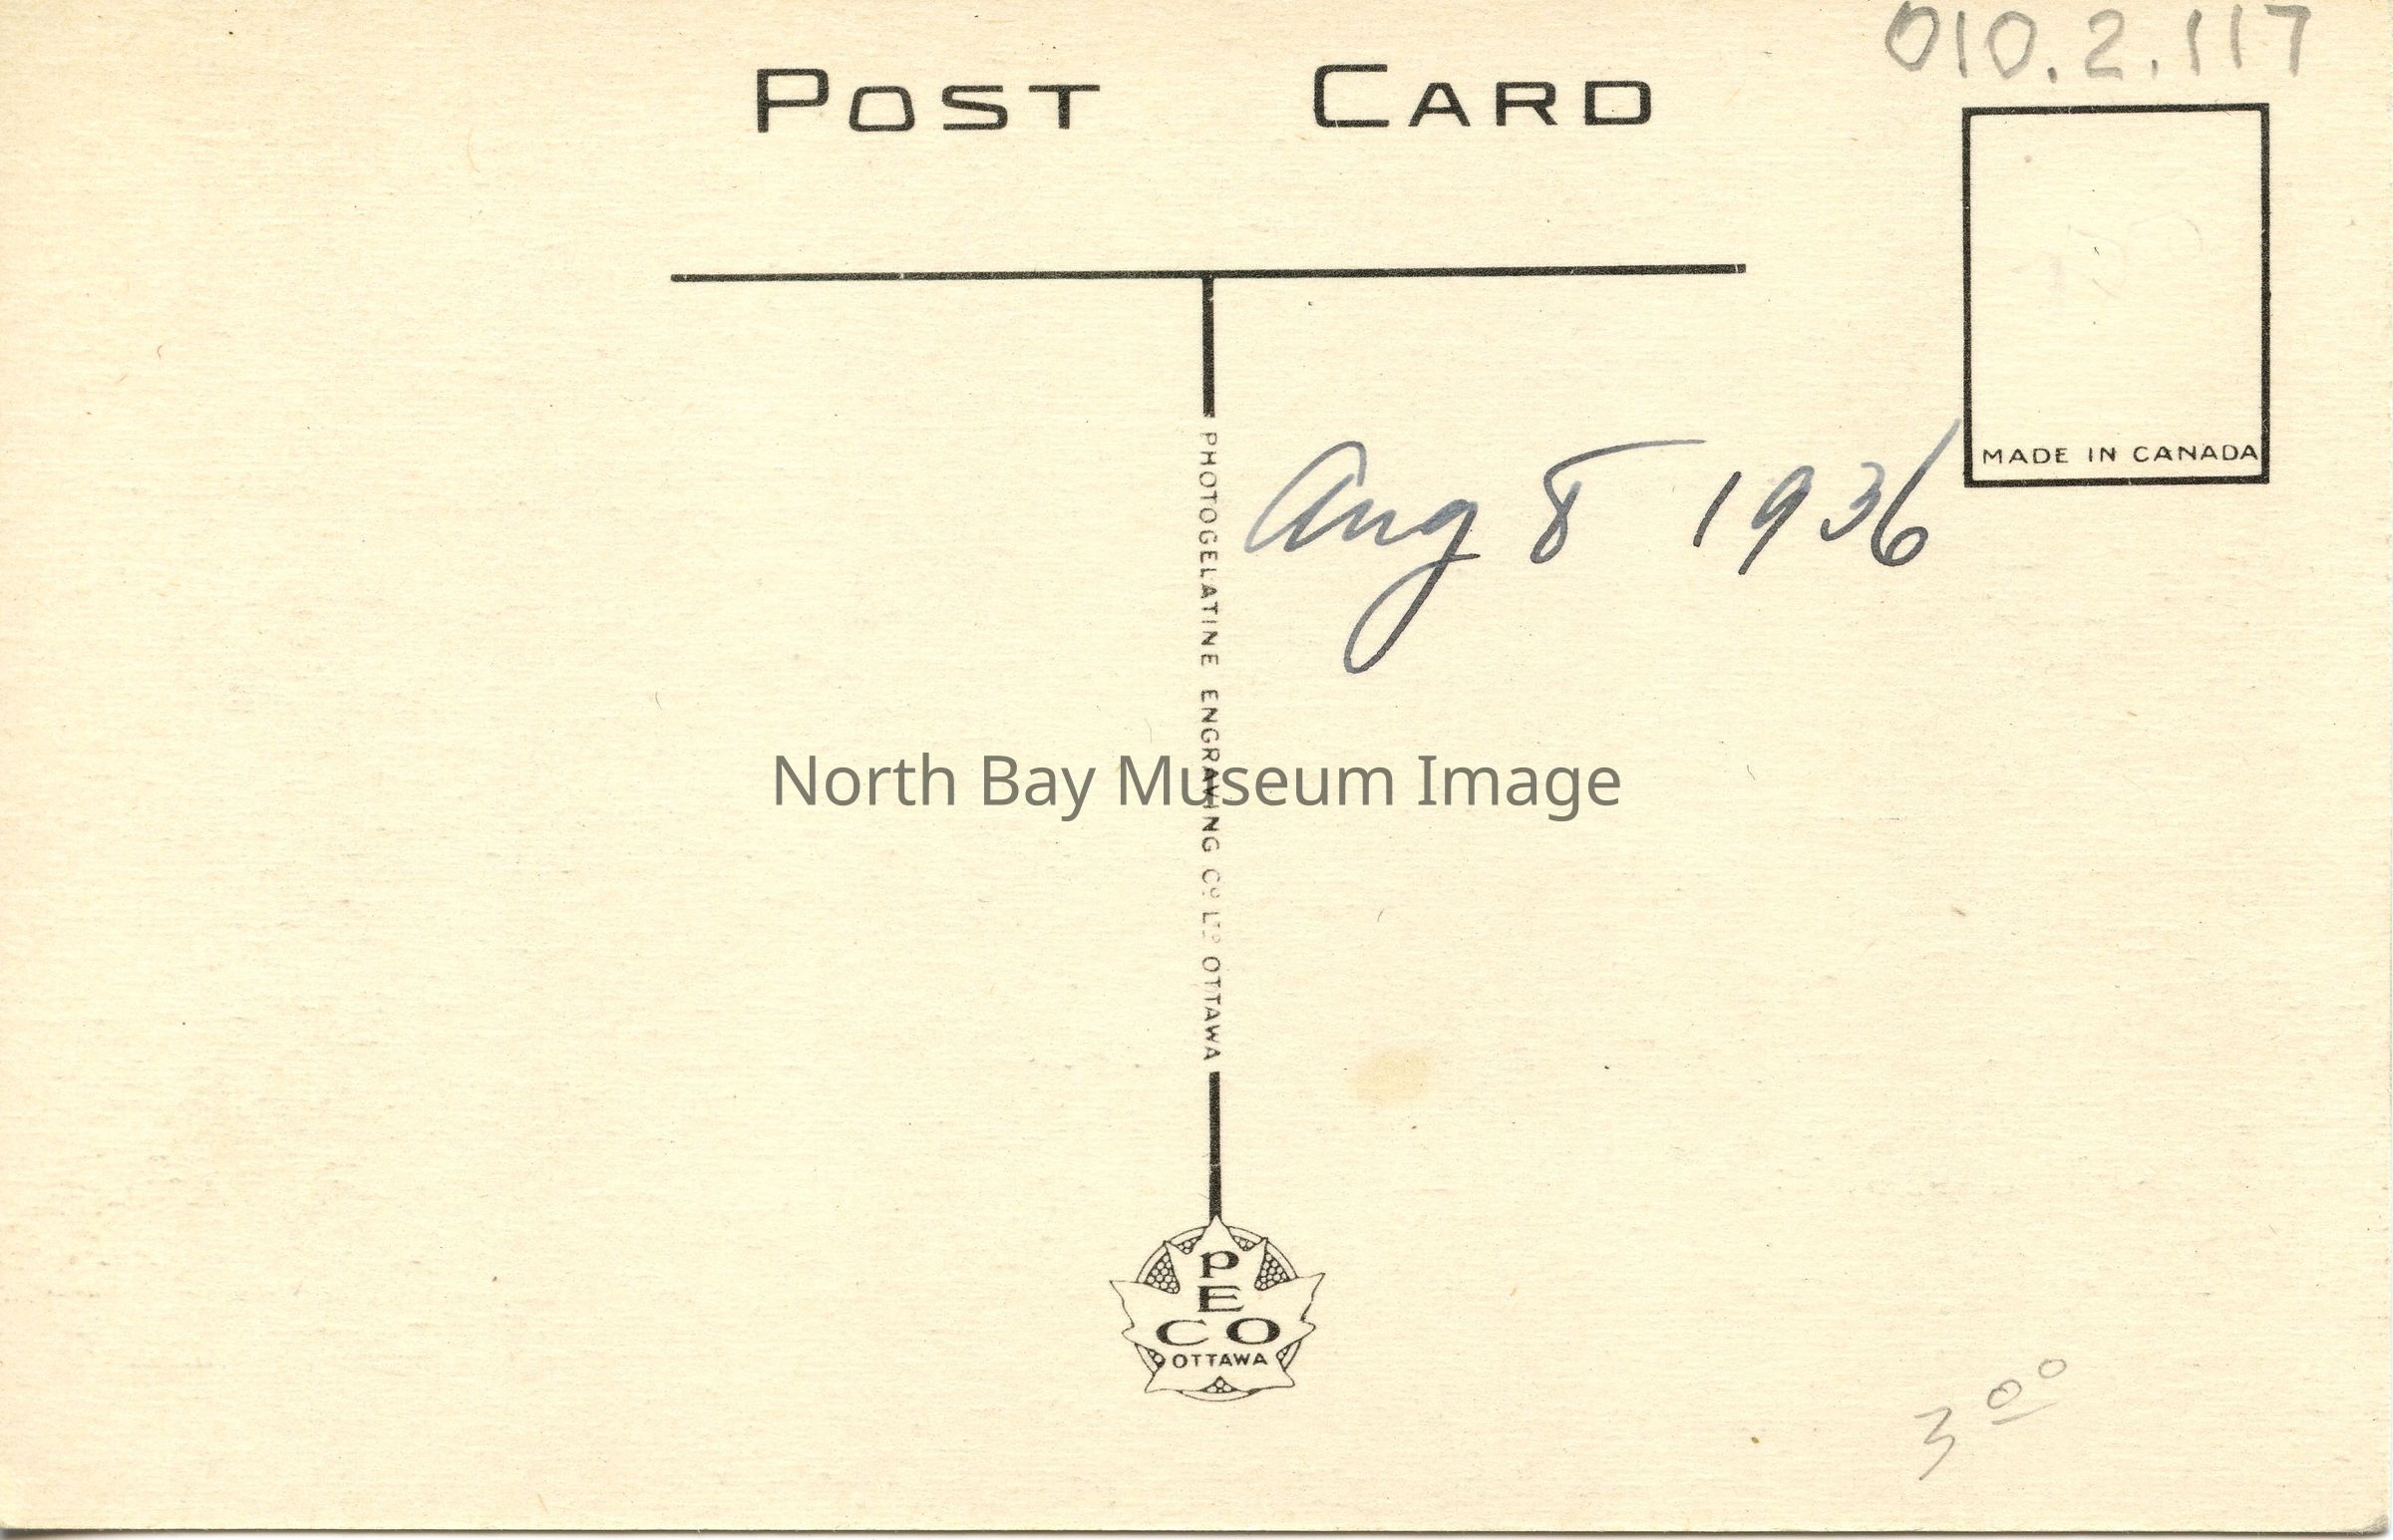 010.2.117
POST CARD
MADE IN CANADA
Aug 8 1936
PHOTOGELATINE ENGRAVING Co LTD OTTAWA
North Bay Museum Image
PECO
OTTAWA
3 00